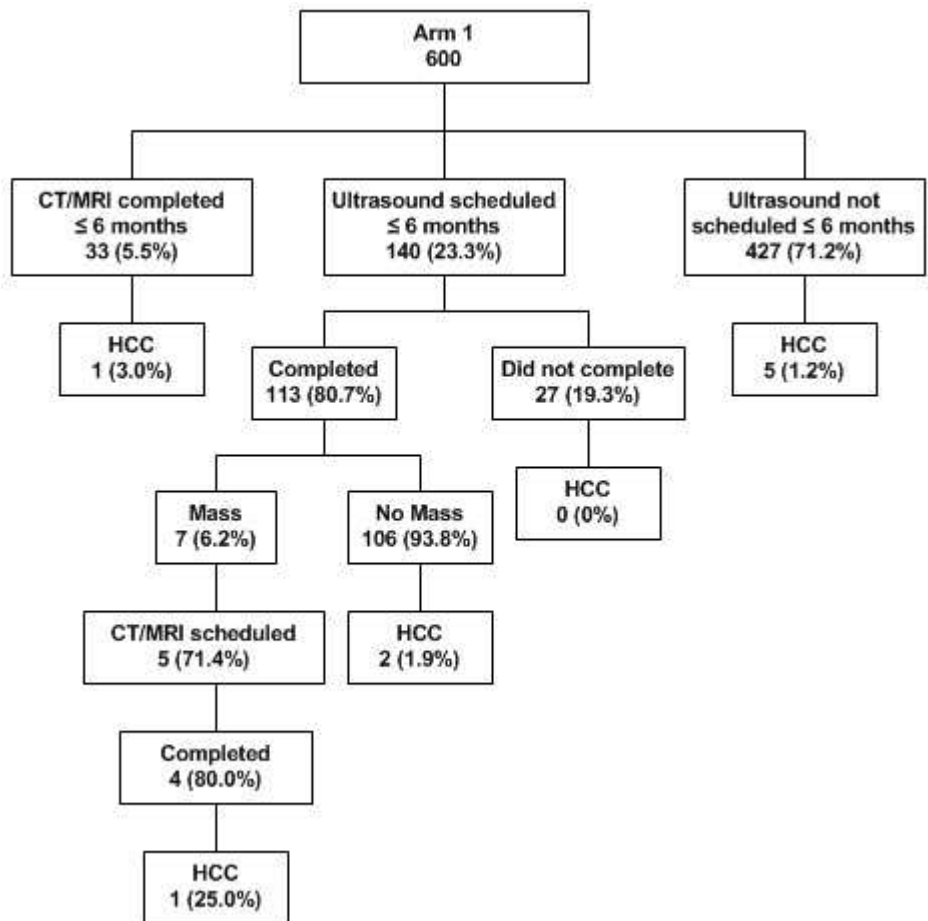 Arm 1
600
CT/MRI completed
≤ 6 months
33 (5.5%)
Ultrasound scheduled
≤ 6 months
140 (23.3%)
Ultrasound not
scheduled ≤ 6 months
427 (71.2%)
HCC
1 (3.0%)
Completed
113 (80.7%)
Did not complete
27 (19.3%)
HCC
5 (1.2%)
Mass
7 (6.2%)
No Mass
106 (93.8%)
HCC
0 (0%)
CT/MRI scheduled
5 (71.4%)
HCC
2 (1.9%)
Completed
4 (80.0%)
HCC
1 (25.0%)